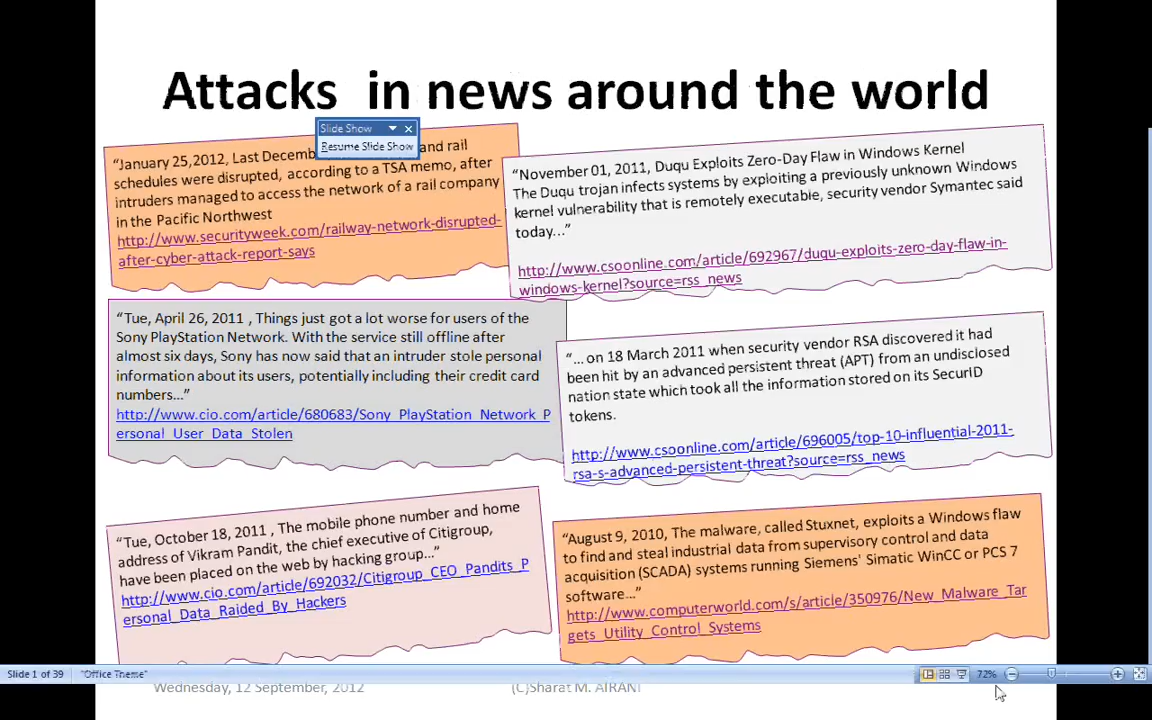 Attacks in news around the world
Slide Show
Resume Slide Show
“January 25,2012, Last Decemb and rail
schedules were disrupted, according to a TSA memo, after
intruders managed to access the network of a rail company
in the Pacific Northwest
http://www.securityweek.com/railway-network-disrupted-
after-cyber-attack-report-says
“November 01, 2011, Duqu Exploits Zero-Day Flaw in Windows Kernel
The Duqu trojan infects systems by exploiting a previously unknown Windows
kernel vulnerability that is remotely executable, security vendor Symantec said
today…”
http://www.csoonline.com/article/692967/duqu-exploits-zero-day-flaw-in-
windows-kernel?source=rss_news
“Tue, April 26, 2011 , Things just got a lot worse for users of the
Sony PlayStation Network. With the service still offline after
almost six days, Sony has now said that an intruder stole personal
information about its users, potentially including their credit card
numbers…”
http://www.cio.com/article/680683/Sony_PlayStation_Network_P
ersonal_User_Data_Stolen
“… on 18 March 2011 when security vendor RSA discovered it had
been hit by an advanced persistent threat (APT) from an undisclosed
nation state which took all the information stored on its SecurID
tokens.
http://www.csoonline.com/article/696005/top-10-influential-2011-
rsa-s-advanced-persistent-threat?source=rss_news
“Tue, October 18, 2011 , The mobile phone number and home
address of Vikram Pandit, the chief executive of Citigroup,
have been placed on the web by hacking group…”
http://www.cio.com/article/692032/Citigroup_CEO_Pandits_P
ersonal_Data_Raided_By_Hackers
“August 9, 2010, The malware, called Stuxnet, exploits a Windows flaw
to find and steal industrial data from supervisory control and data
acquisition (SCADA) systems running Siemens' Simatic WinCC or PCS 7
software…”
http://www.computerworld.com/s/article/350976/New_Malware_Tar
gets_Utility_Control_Systems
Slide 1 of 39 "Office Theme" 72%
Wednesday, 12 September, 2012 (C)Sharat M. AIRANI